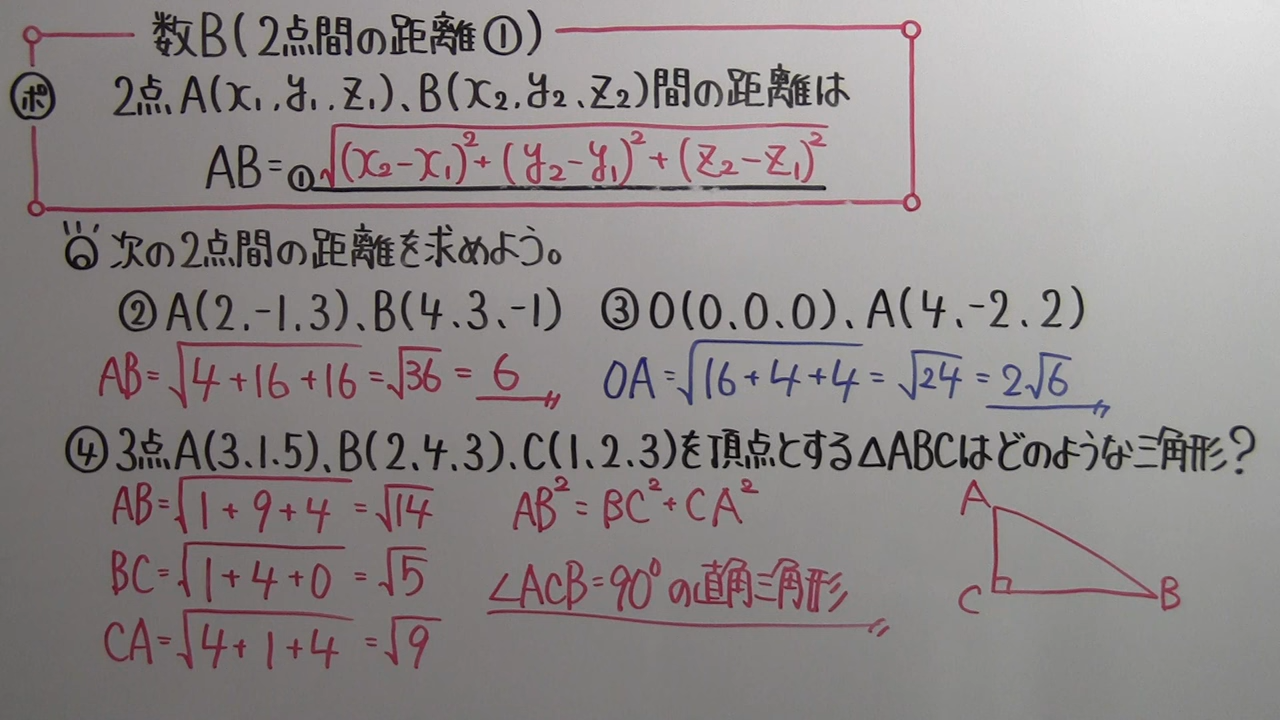 数B(2点間の距離①)
㋭ 2点A(x₁,y₁,z₁)、B(x₂,y₂,z₂)間の距離は
AB=①√(x₂-x₁)²+(y₂-y₁)²+(z₂-z₁)²
次の2点間の距離を求めよう。
②A(2,-1,3)、B(4、3、-1) ③O(0、0、0)、A(4、-2、2)
AB=√4+16+16=√36=6 OA=√16+4+4=√24=2√6
④3点A(3,1,5)、B(2,4,3)、C(1,2,3)を頂点とする△ABCはどのような三角形?
AB=√1+9+4=√14 AB²=BC²+CA²
BC=√1+4+0=√5 ∠ACB=90°の直角三角形
CA=√4+1+4=√9
A
C B